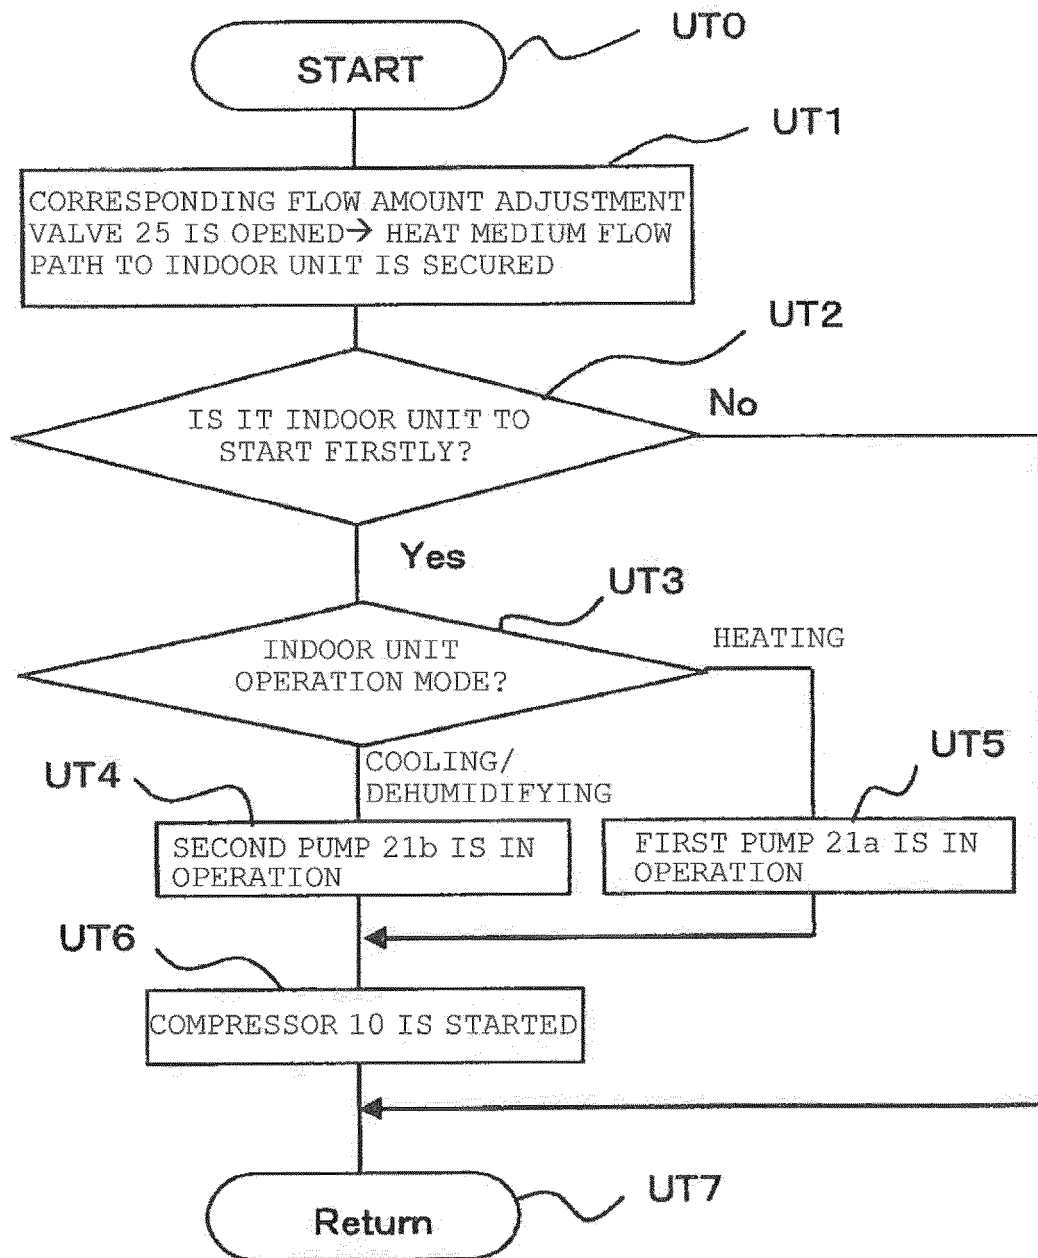 UT0
START
UT1
CORRESPONDING FLOW AMOUNT ADJUSTMENT
VALVE 25 IS OPENED→ HEAT MEDIUM FLOW
PATH TO INDOOR UNIT IS SECURED
UT2
IS IT INDOOR UNIT TO
START FIRSTLY?
No
Yes
UT3
INDOOR UNIT
OPERATION MODE?
HEATING
COOLING/
DEHUMIDIFYING
UT4
SECOND PUMP 21b IS IN
OPERATION
UT5
FIRST PUMP 21a IS IN
OPERATION
UT6
COMPRESSOR 10 IS STARTED
Return
UT7